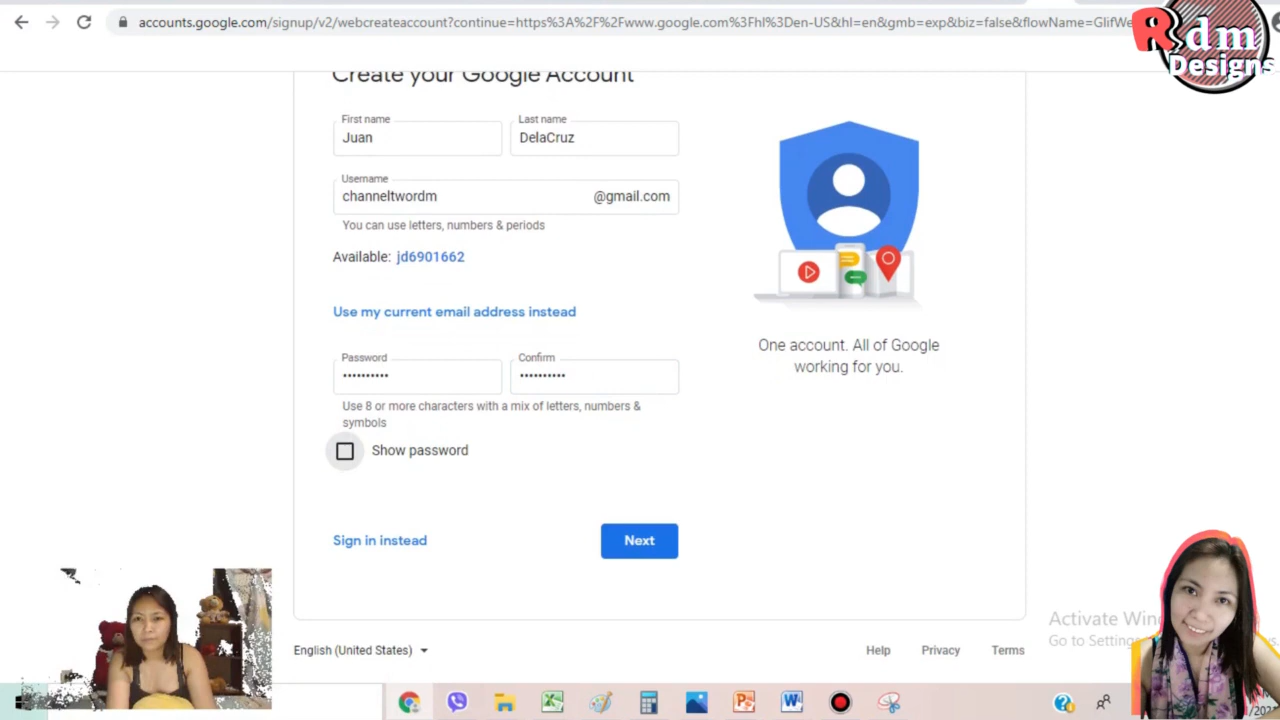 accounts.google.com/signup/v2/webcreateaccount?continue=https%3A%2F%2Fwww.google.com%3Fhl%3Den-US&hl=en&gmb=exp&biz=false&flowName=GlifWe
Rdm
Designs
Create your Google Account
First name
Last name
Juan
DelaCruz
Username
channeltwordm
@gmail.com
You can use letters, numbers & periods
Available: jd6901662
Use my current email address instead
One account. All of Google
working for you.
Password
Confirm
••••••••••
••••••••••
Use 8 or more characters with a mix of letters, numbers &
symbols
Show password
Sign in instead
Next
Activate Win
Go to Setting
English (United States)
Help
Privacy
Terms